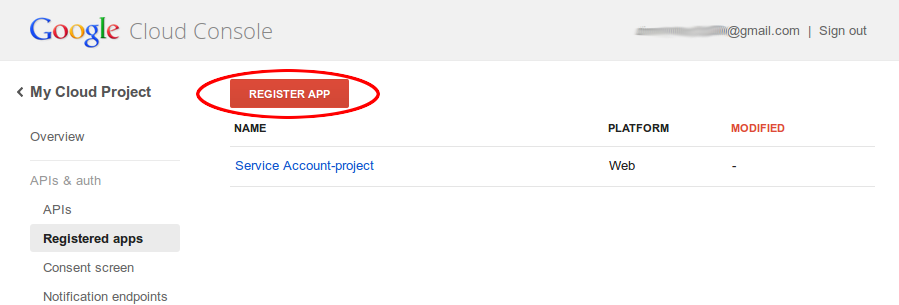 Google Cloud Console
@gmail.com | Sign out
My Cloud Project
REGISTER APP
NAME PLATFORM MODIFIED
Overview
Service Account-project Web -
APIs & auth
APIs
Registered apps
Consent screen
Notification endpoints